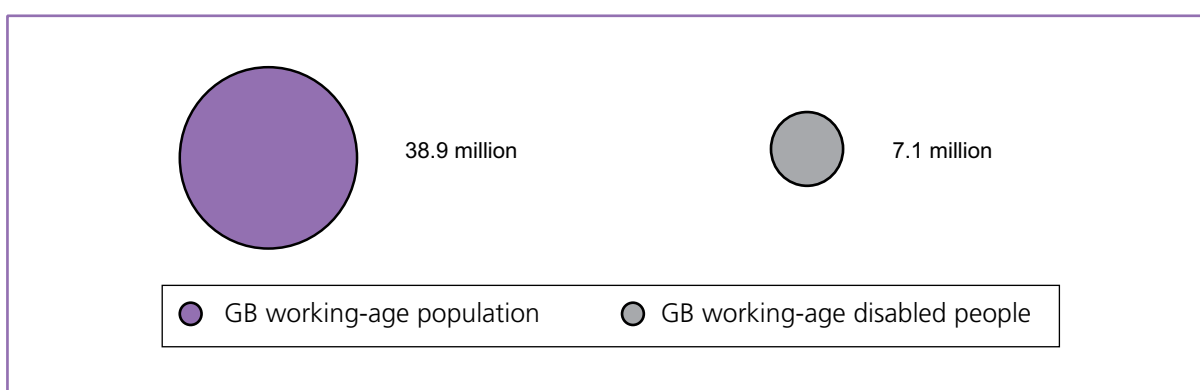 38.9 million
7.1 million
GB working-age population
GB working-age disabled people